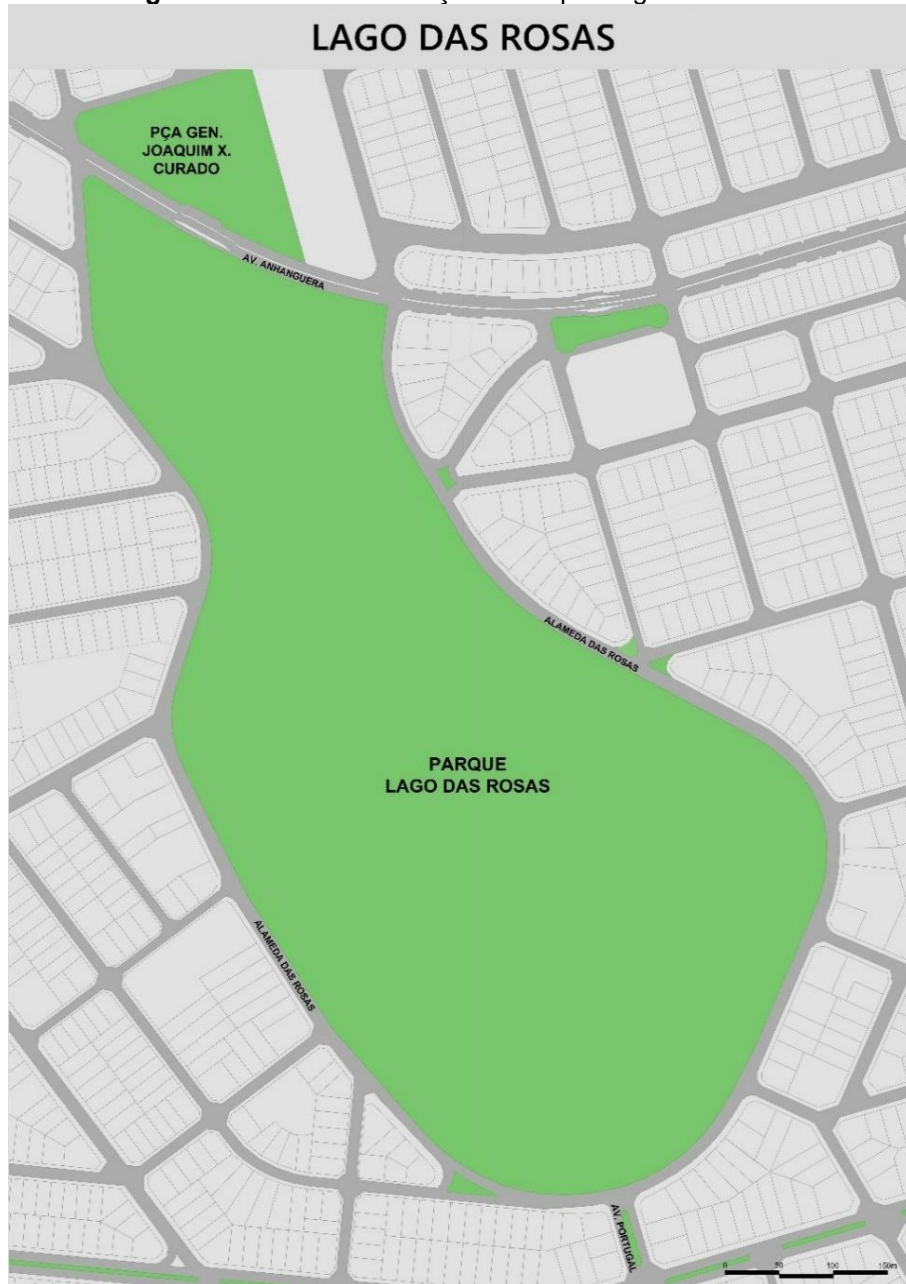 LAGO DAS ROSAS
PÇA GEN.
JOAQUIM X.
CURADO
AV. ANHANGUERA
ALAMEDA DAS ROSAS
PARQUE
LAGO DAS ROSAS
ALAMEDA DAS ROSAS
AV. PORTUGAL
0 50 100 150m